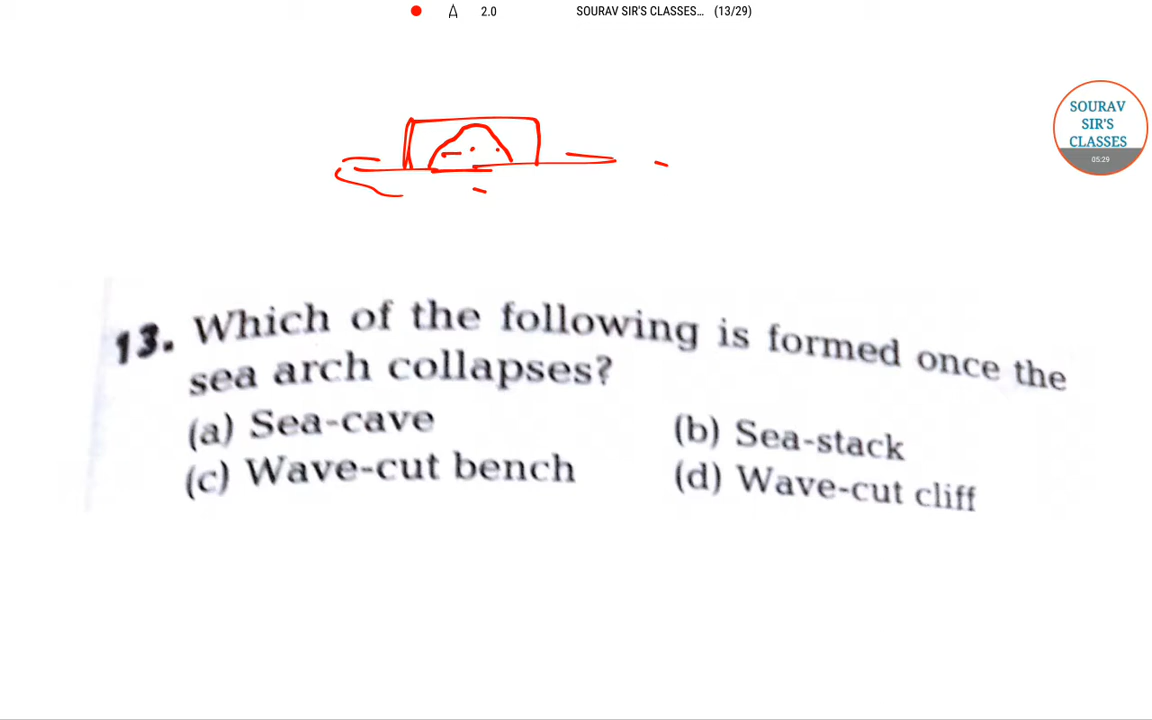 2.0 SOURAV SIR'S CLASSES... (13/29)
SOURAV
SIR'S
CLASSES
05:29
13. Which of the following is formed once the
sea arch collapses?
(a) Sea-cave (b) Sea-stack
(c) Wave-cut bench (d) Wave-cut cliff